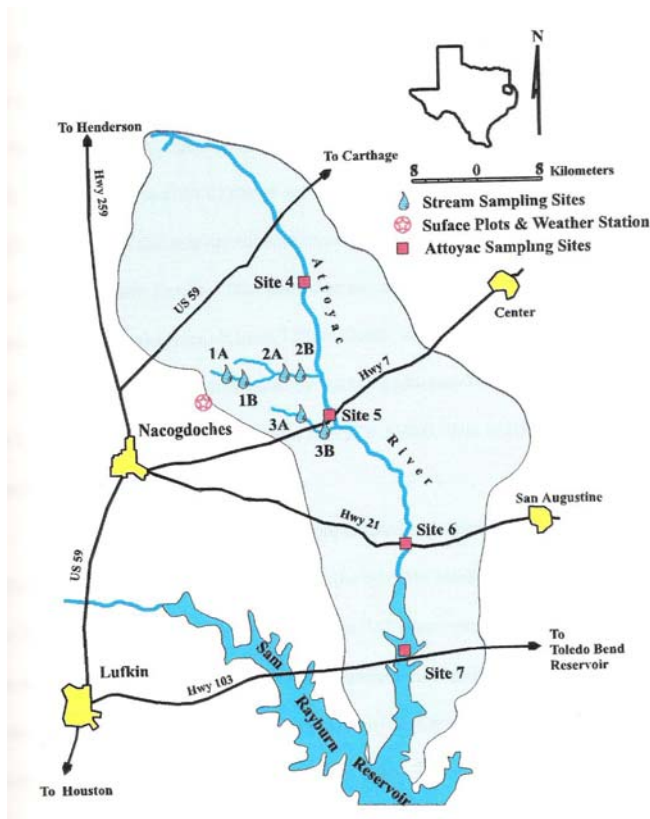 N
To Henderson
To Carthage
8 0 8 Kilometers
Stream Sampling Sites
Suface Plots & Weather Station
Attoyac Sampling Sites
Hwy 259
US 59
Site 4
Attoyac
Center
1A
2A
2B
Hwy 7
1B
3A
Site 5
3B
Nacogdoches
River
San Augustine
Hwy 21
Site 6
US 59
To
Toledo Bend
Reservoir
Sam
Lufkin
Site 7
Hwy 103
Rayburn
Reservoir
To Houston